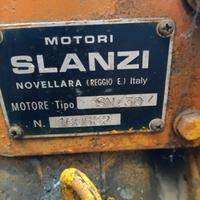 MOTORI
SLANZI
NOVELLARA (REGGIO E.) Italy
MOTORE Tipo
N.